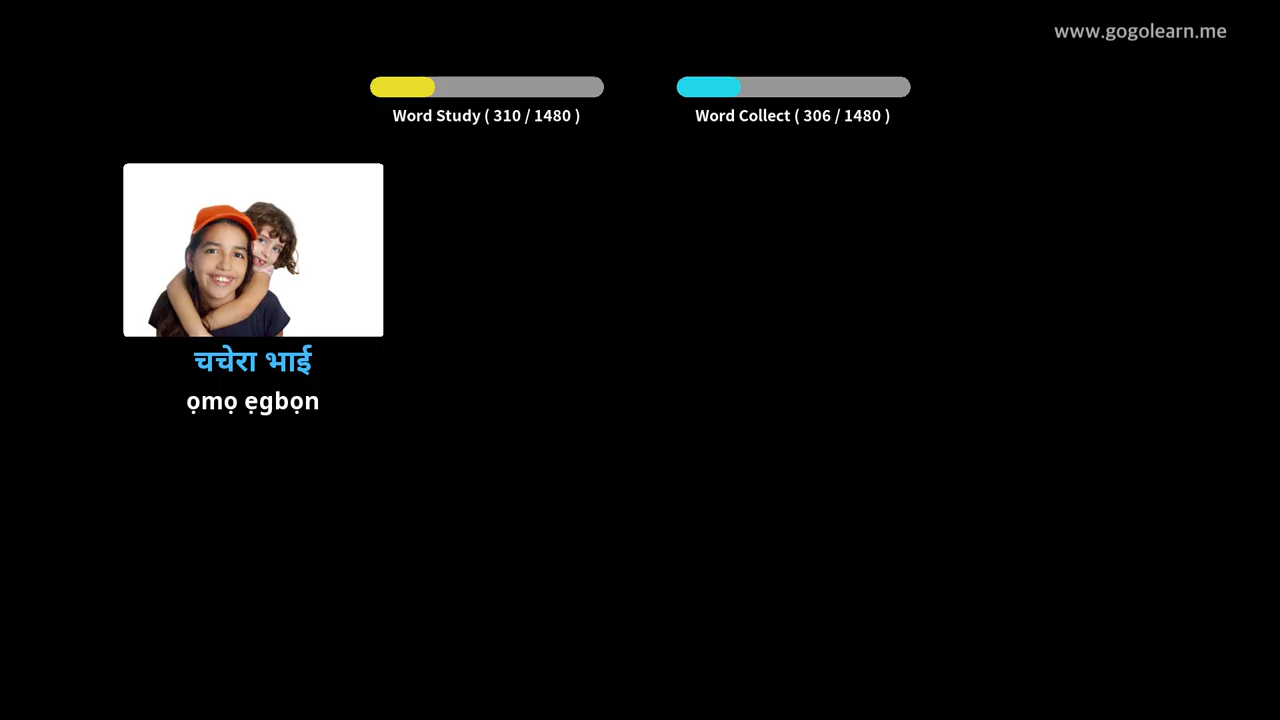 www.gogolearn.me
Word Study ( 310 / 1480 )
Word Collect ( 306 / 1480 )
चचेरा भाई
ọmọ ẹgbọn